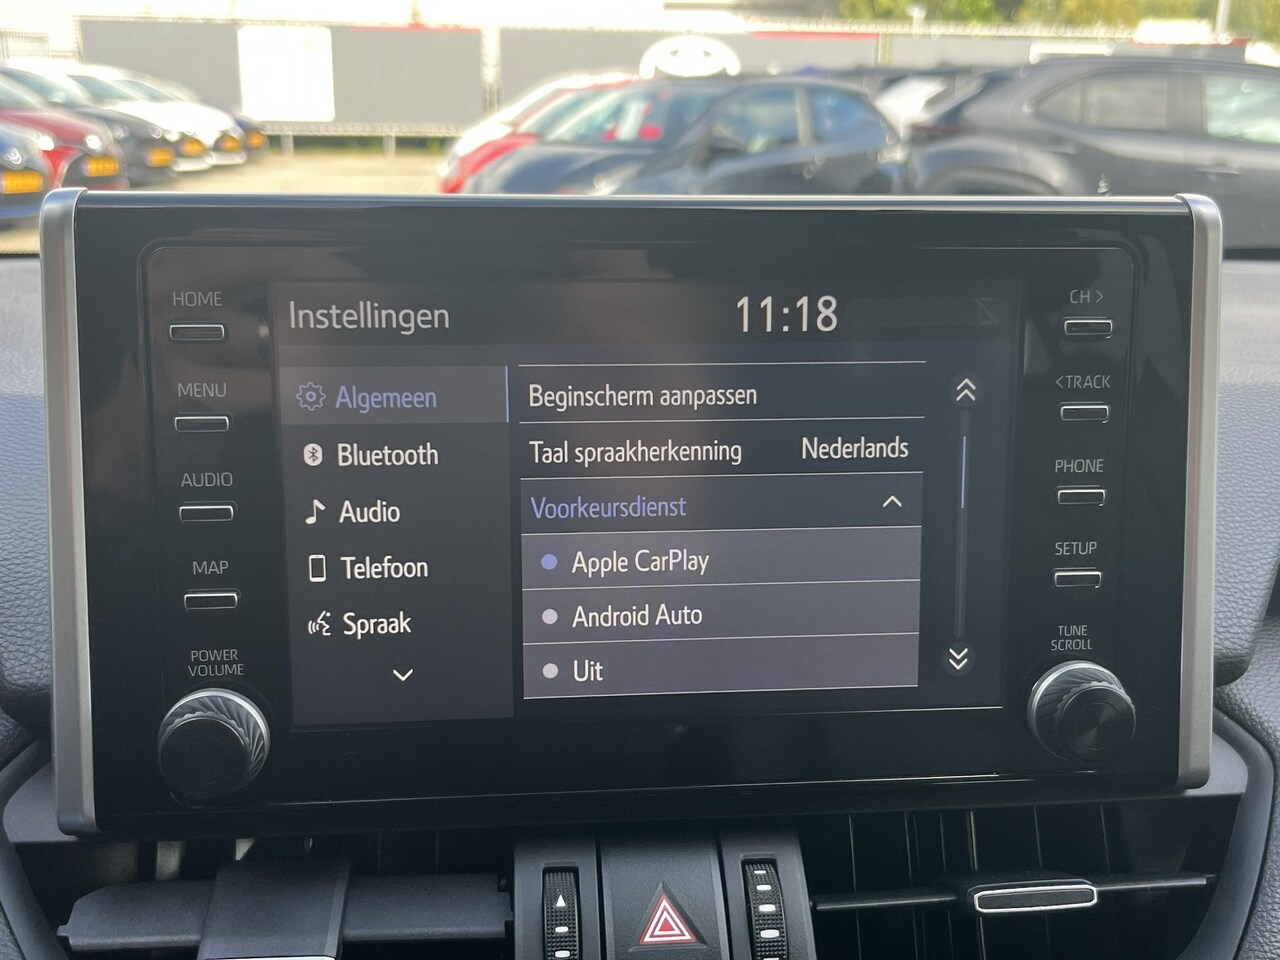 HOME
MENU
AUDIO
MAP
POWER
VOLUME
Instellingen
11:18
Algemeen
Bluetooth
Audio
Telefoon
Spraak
Beginscherm aanpassen
Taal spraakherkenning Nederlands
Voorkeursdienst
Apple CarPlay
Android Auto
Uit
CH >
<TRACK
PHONE
SETUP
TUNE
SCROLL